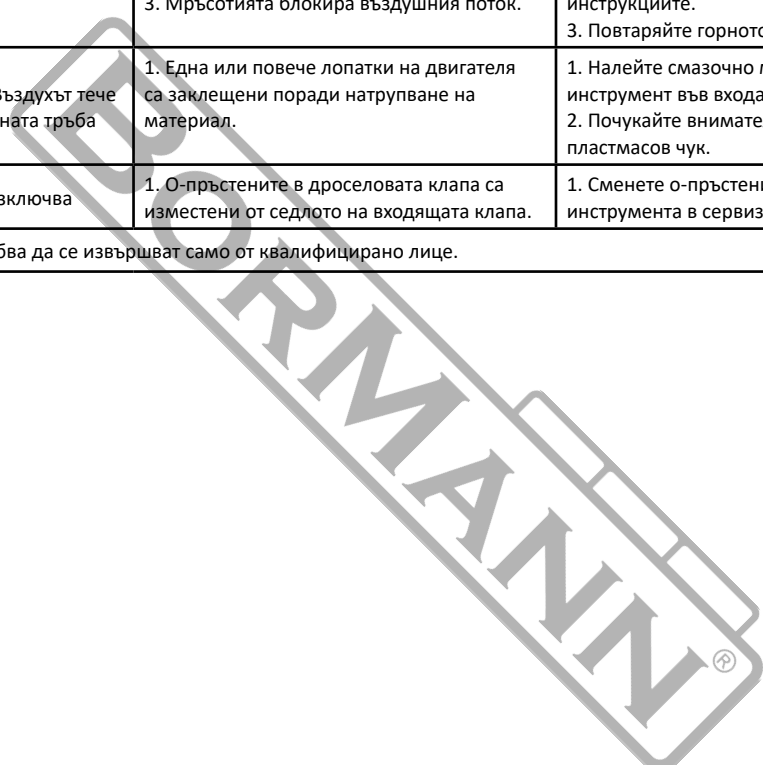 3. Мръсотията блокира въздушния поток.
инструкциите.
3. Повтаряйте горното
Въздухът тече
ната тръба
1. Една или повече лопатки на двигателя
са заклещени поради натрупване на
материал.
1. Налейте смазочно
инструмент във входа
2. Почукайте внимате
пластмасов чук.
зключва
1. О-пръстените в дроселовата клапа са
изместени от седлото на входящата клапа.
1. Сменете о-пръстени
инструмента в сервиз
бва да се извършват само от квалифицирано лице.
BORMANN®